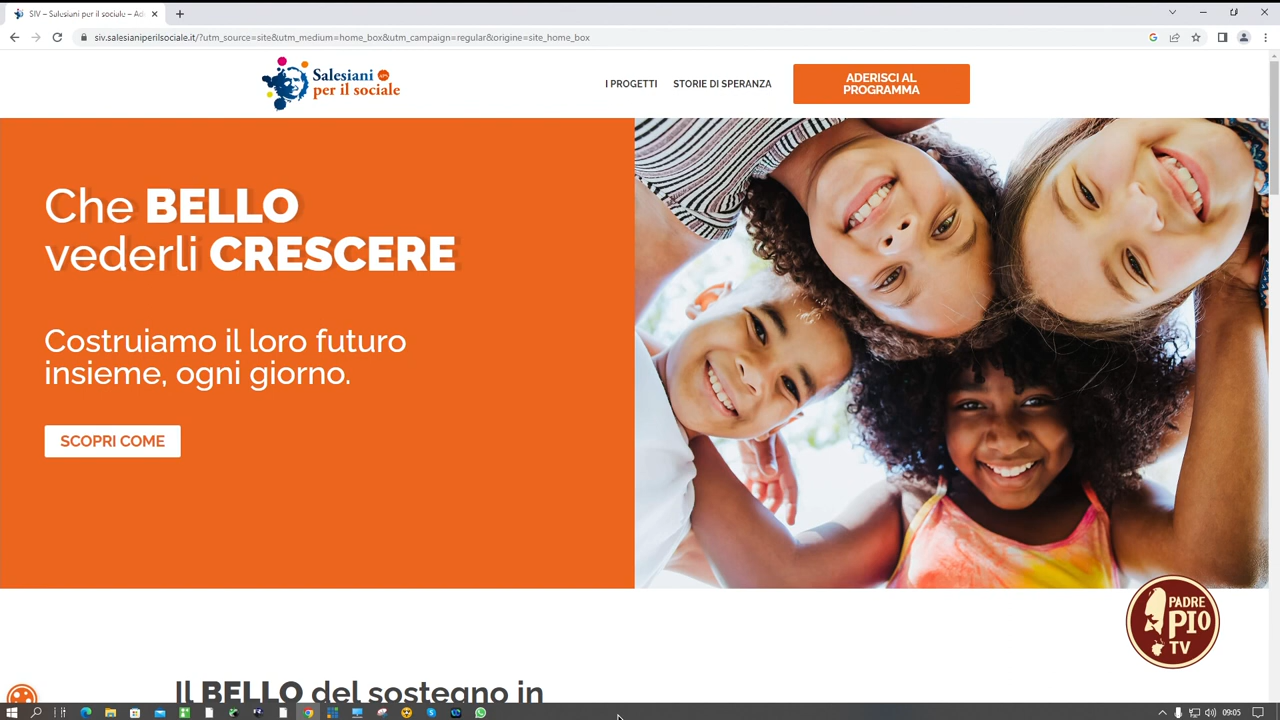 SIV – Salesiani per il sociale – Ad
siv.salesianiperilsociale.it/?utm_source=site&utm_medium=home_box&utm_campaign=regular&origine=site_home_box
Salesiani APS
per il sociale
I PROGETTI
STORIE DI SPERANZA
ADERISCI AL
PROGRAMMA
Che BELLO
vederli CRESCERE
Costruiamo il loro futuro
insieme, ogni giorno.
SCOPRI COME
PADRE
PIO
TV
Il BELLO del sostegno in
09:05